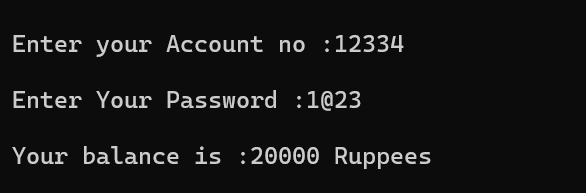 Enter your Account no :12334
Enter Your Password :1@23
Your balance is :20000 Ruppees